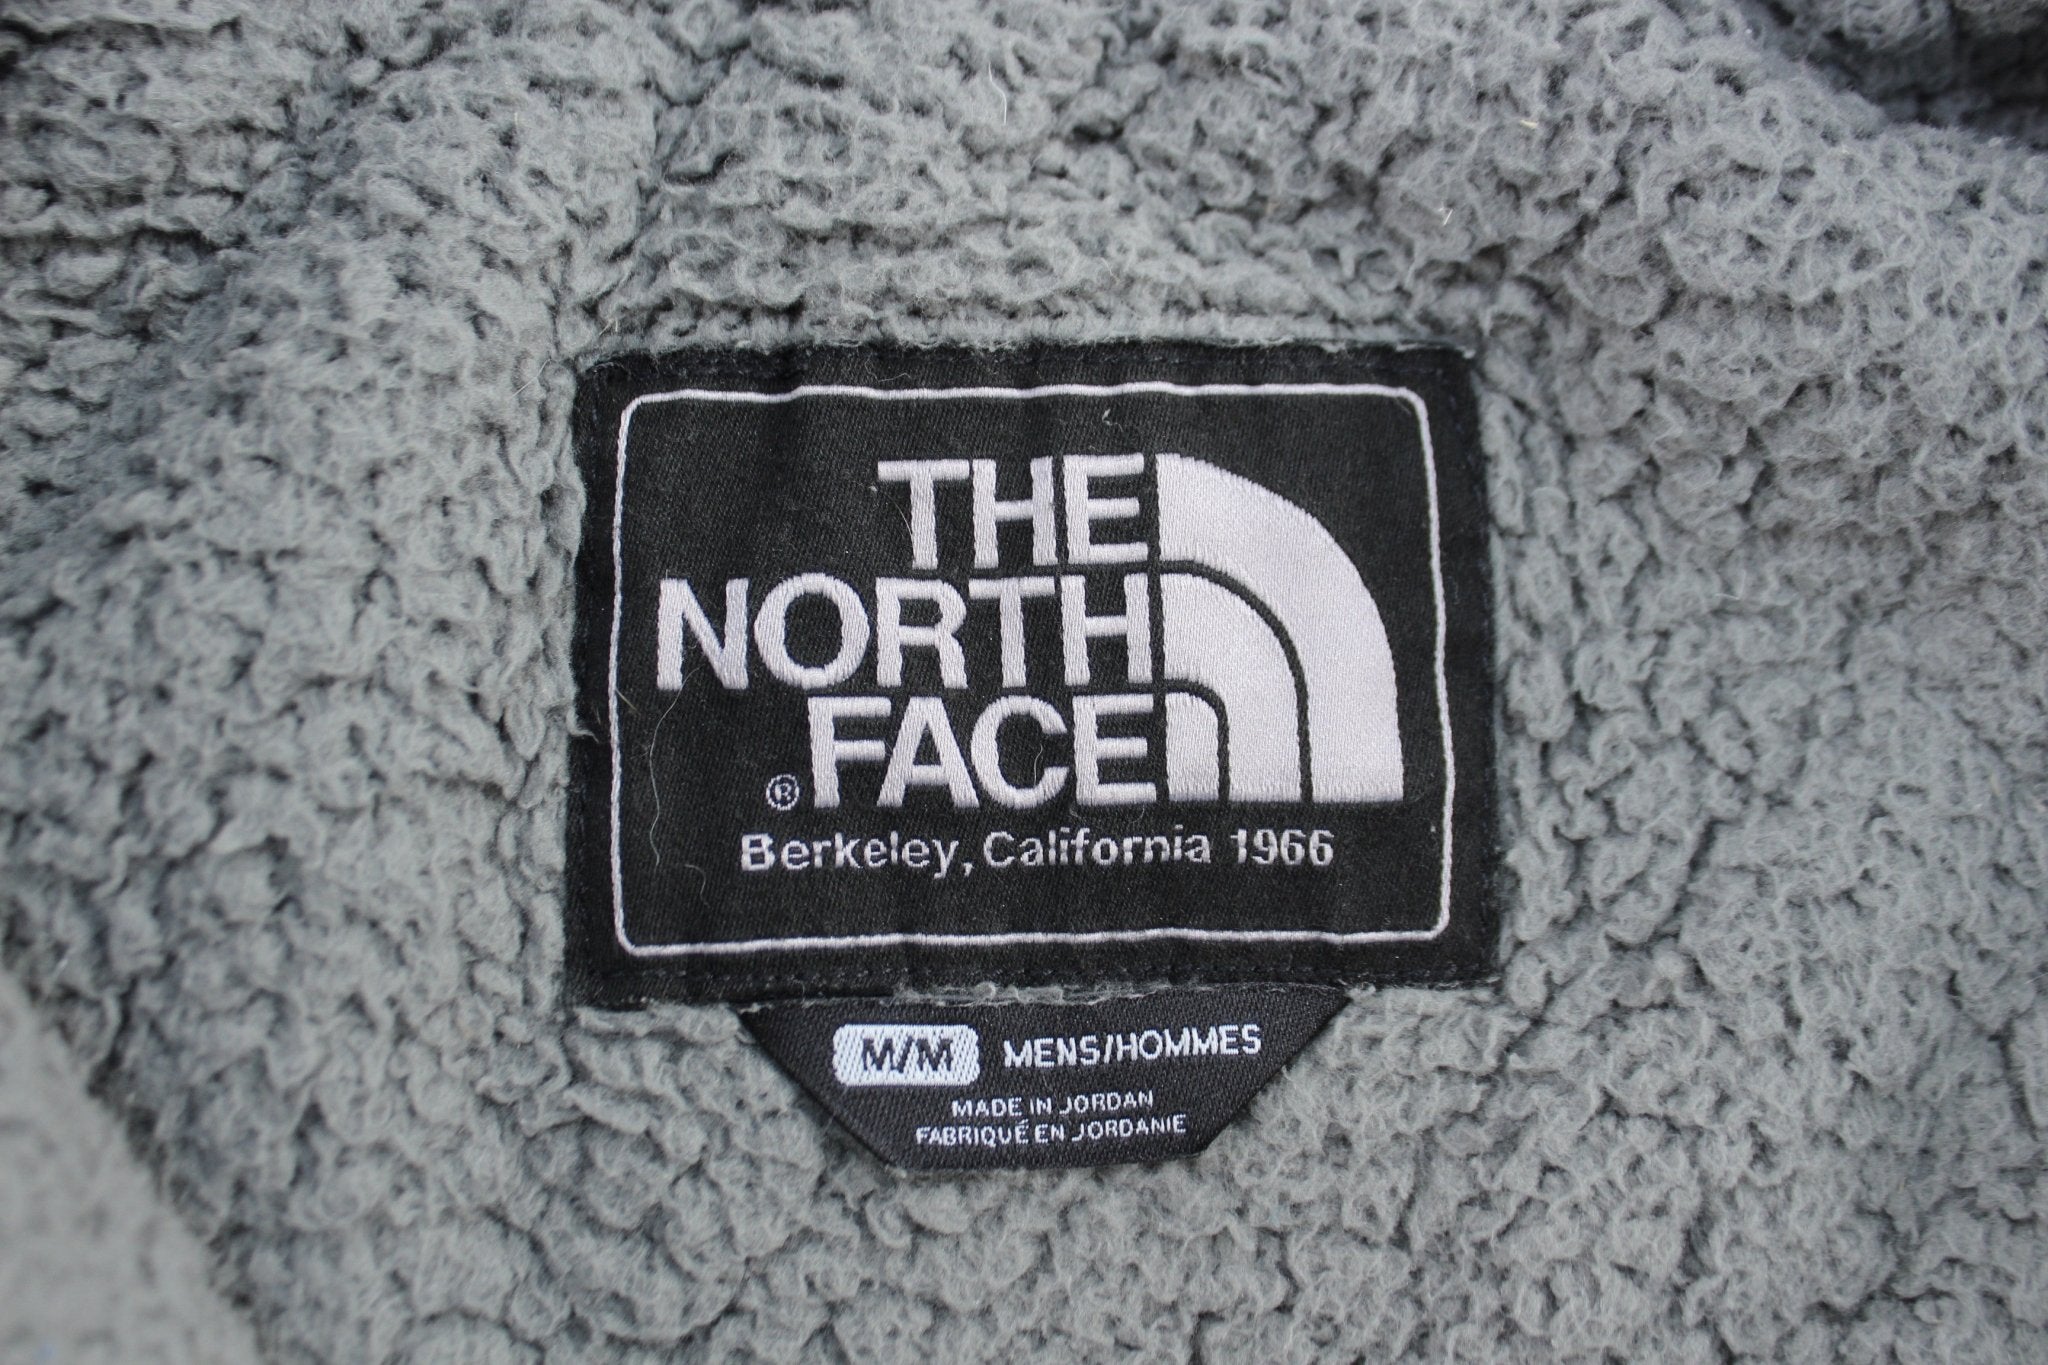 THE
NORTH
FACE
®
Berkeley, California 1966
M/M MENS/HOMMES
MADE IN JORDAN
FABRIQUÉ EN JORDANIE